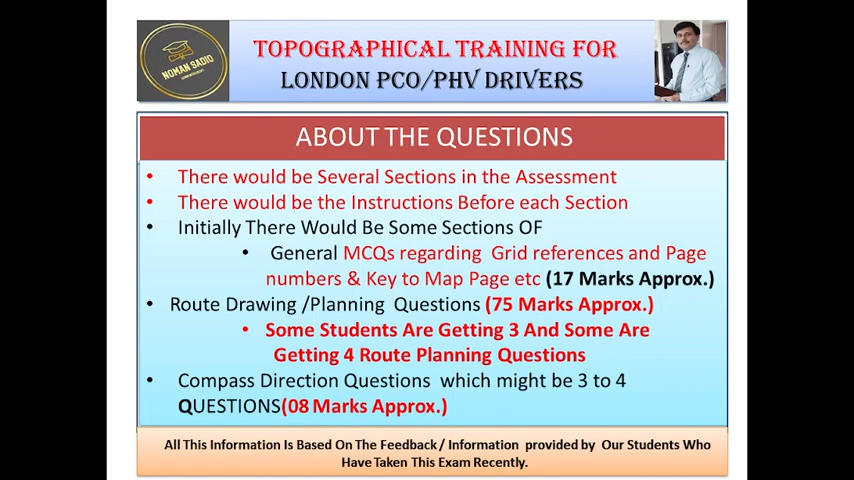 NOMAN SADIQ
TOPOGRAPHICAL TRAINING FOR
LONDON PCO/PHV DRIVERS
ABOUT THE QUESTIONS
• There would be Several Sections in the Assessment
• There would be the Instructions Before each Section
• Initially There Would Be Some Sections OF
• General MCQs regarding Grid references and Page
numbers & Key to Map Page etc (17 Marks Approx.)
• Route Drawing /Planning Questions (75 Marks Approx.)
• Some Students Are Getting 3 And Some Are
Getting 4 Route Planning Questions
• Compass Direction Questions which might be 3 to 4
QUESTIONS(08 Marks Approx.)
All This Information Is Based On The Feedback / Information provided by Our Students Who
Have Taken This Exam Recently.